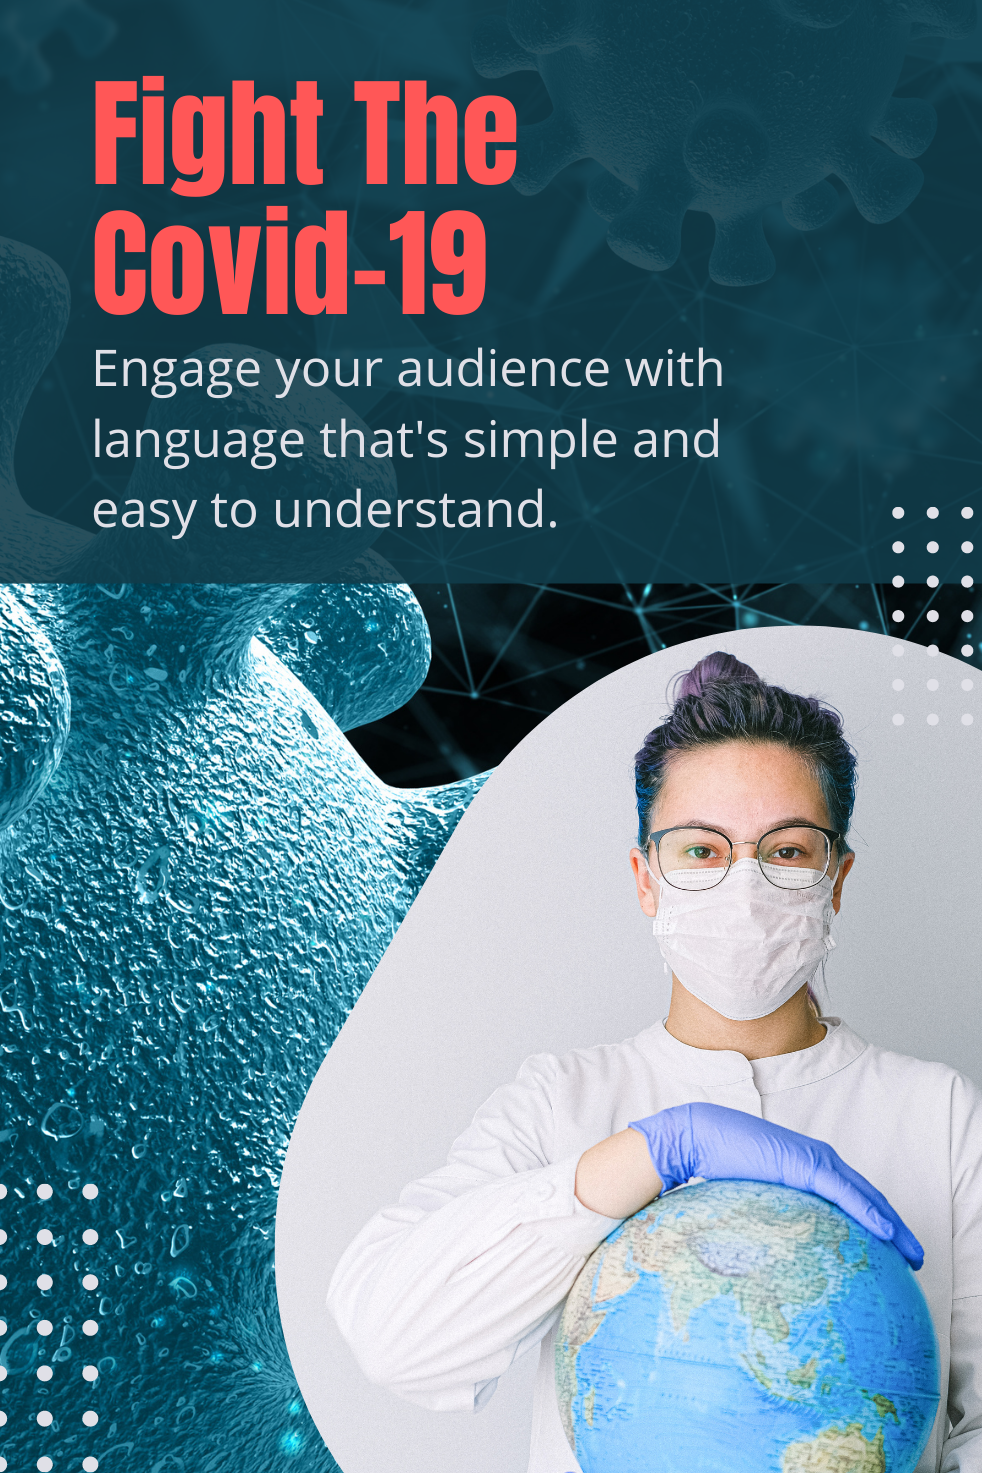 Fight The
Covid-19
Engage your audience with
language that's simple and
easy to understand.